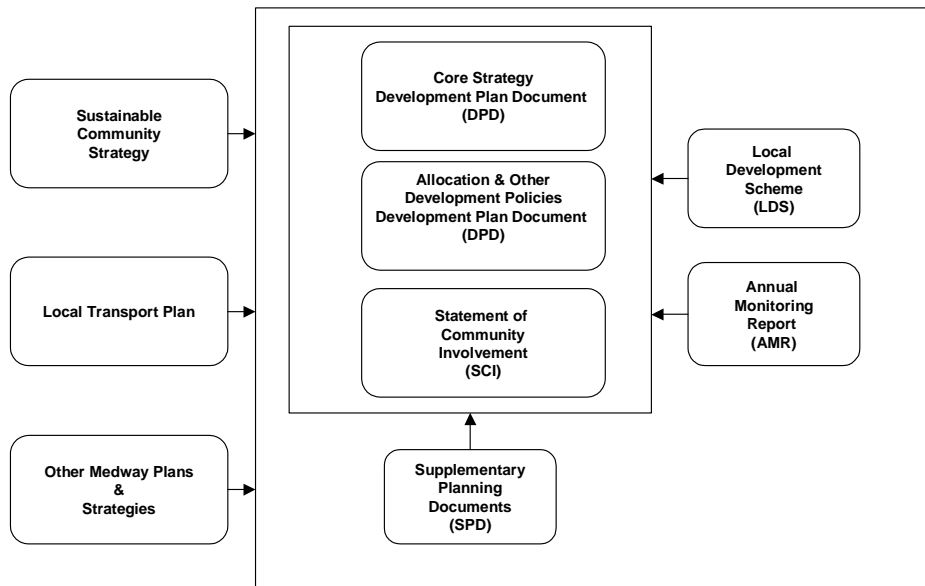 Sustainable
Community
Strategy
Local Transport Plan
Other Medway Plans
&
Strategies
Core Strategy
Development Plan Document
(DPD)
Allocation & Other
Development Policies
Development Plan Document
(DPD)
Statement of
Community
Involvement
(SCI)
Supplementary
Planning
Documents
(SPD)
Local
Development
Scheme
(LDS)
Annual
Monitoring
Report
(AMR)